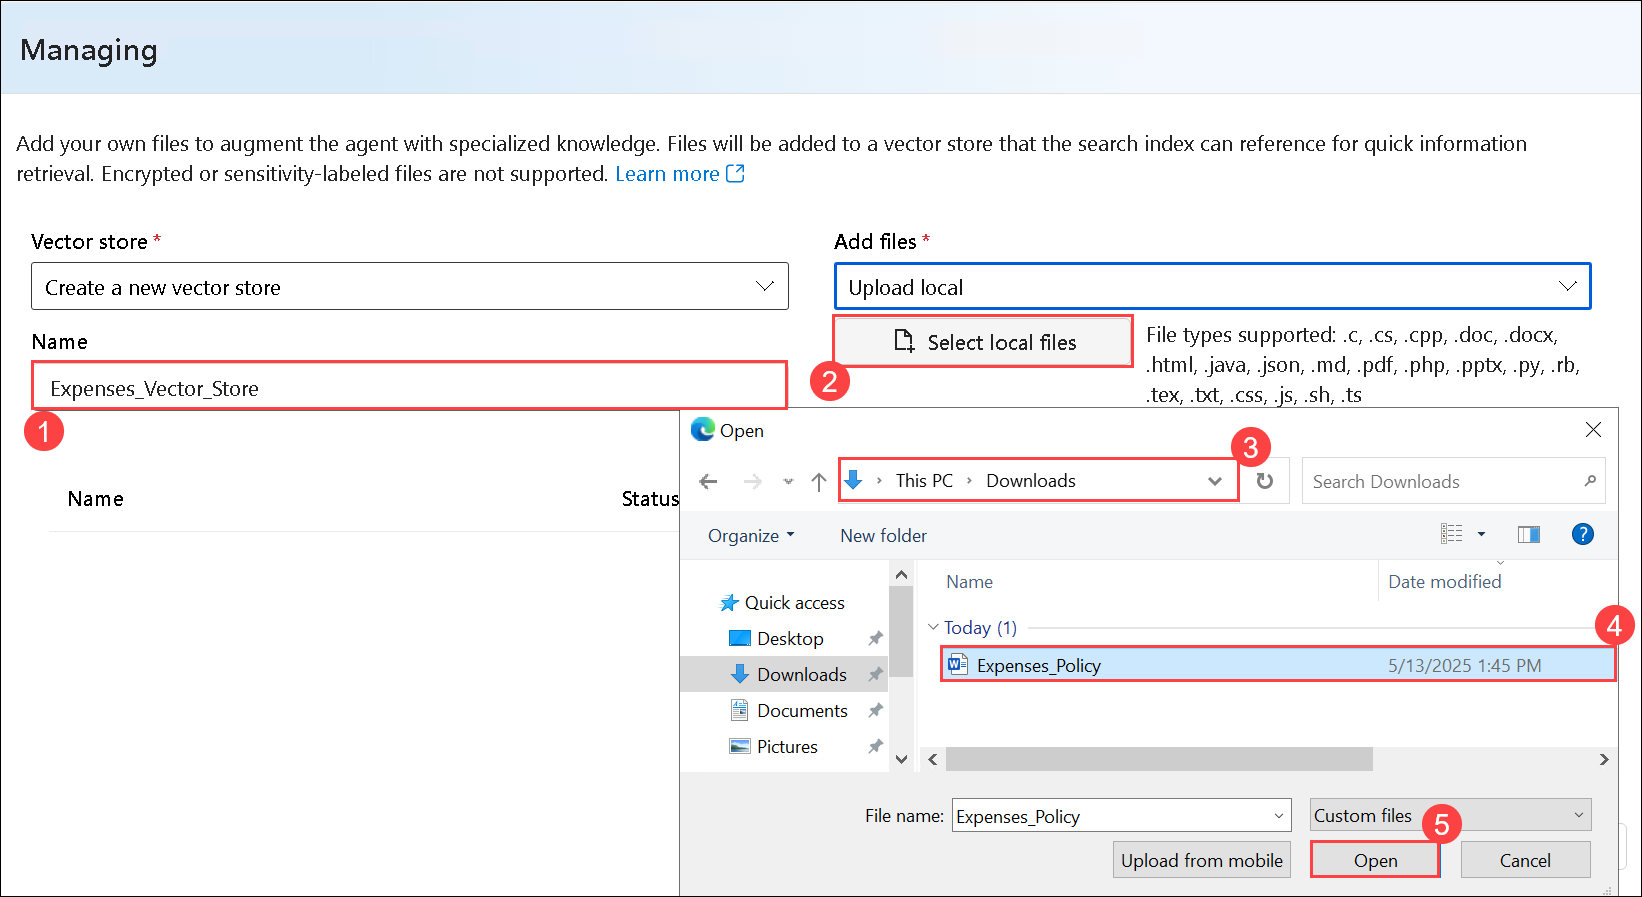 Managing
Add your own files to augment the agent with specialized knowledge. Files will be added to a vector store that the search index can reference for quick information
retrieval. Encrypted or sensitivity-labeled files are not supported. Learn more
Vector store *
Create a new vector store
Name
Expenses_Vector_Store
1
Add files *
Upload local
Select local files
2
File types supported: .c, .cs, .cpp, .doc, .docx,
.html, .java, .json, .md, .pdf, .php, .pptx, .py, .rb,
.tex, .txt, .css, .js, .sh, .ts
Name
Status
Open
This PC > Downloads
3
Search Downloads
Organize
New folder
?
Quick access
Desktop
Downloads
Documents
Pictures
Name
Date modified
Today (1)
4
Expenses_Policy
5/13/2025 1:45 PM
File name:
Expenses_Policy
Custom files
5
Upload from mobile
Open
Cancel